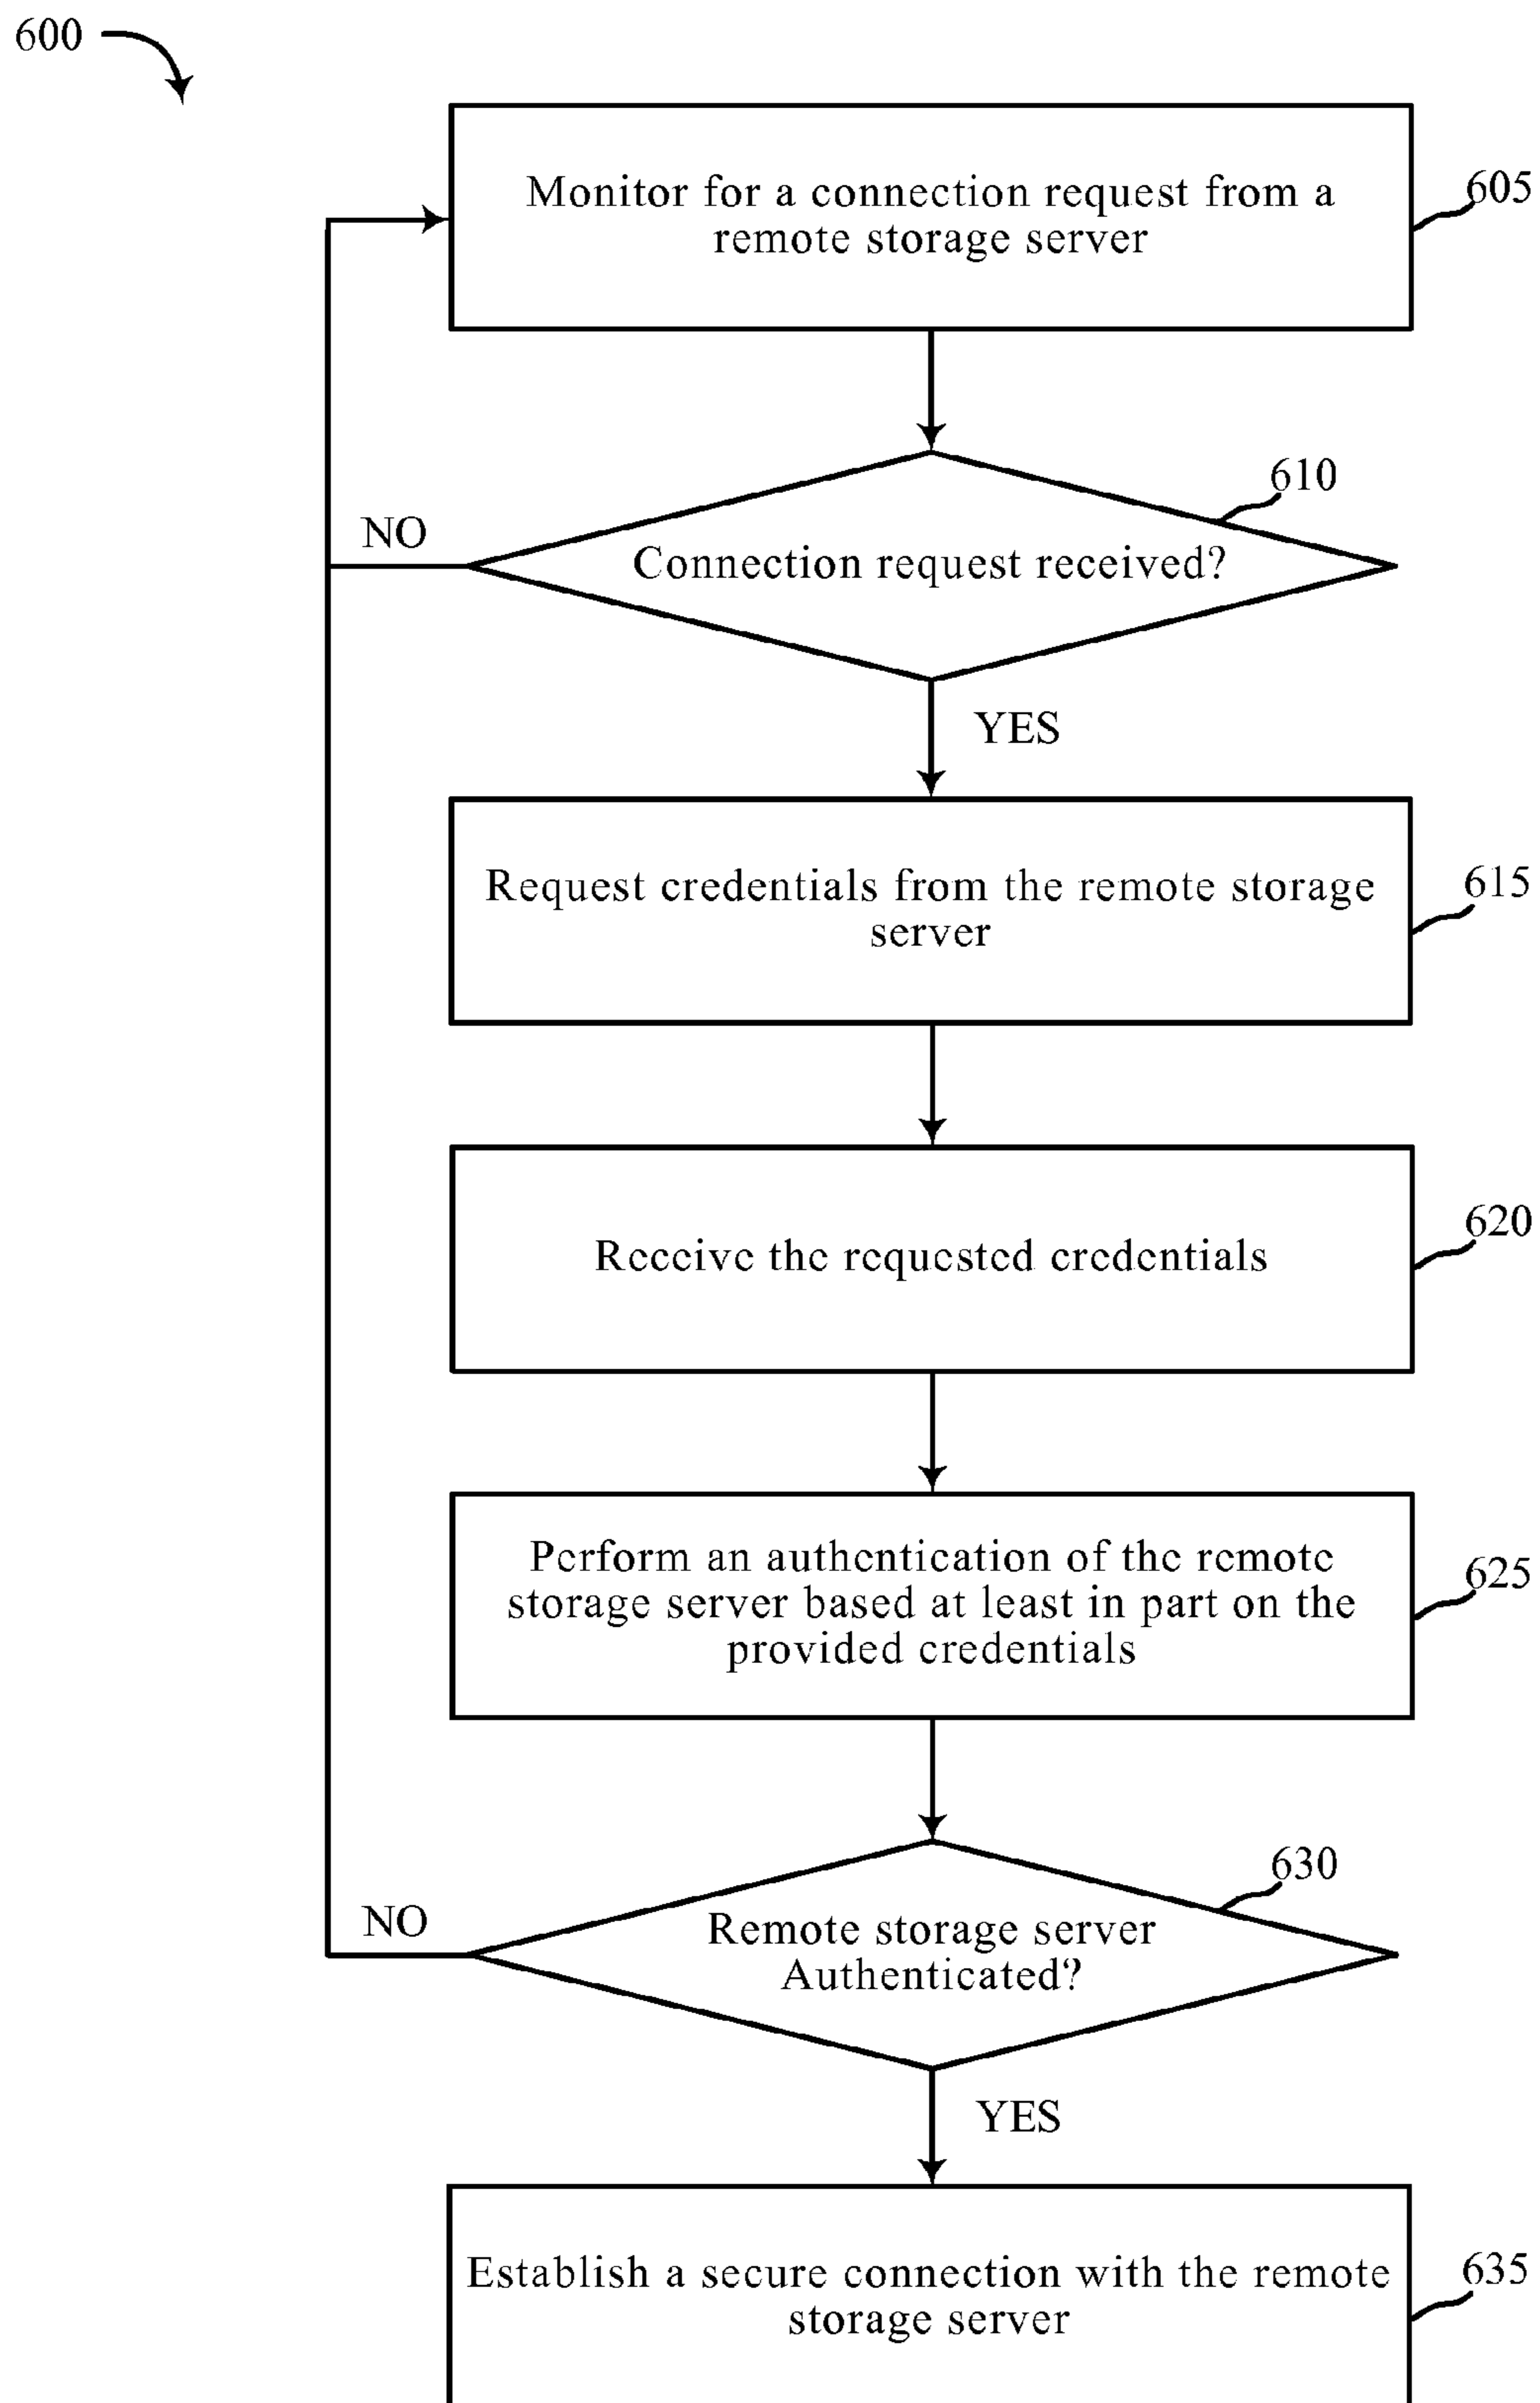 600
Monitor for a connection request from a
remote storage server
605
610
NO
Connection request received?
YES
Request credentials from the remote storage
server
615
Receive the requested credentials
620
Perform an authentication of the remote
storage server based at least in part on the
provided credentials
625
630
NO
Remote storage server
Authenticated?
YES
Establish a secure connection with the remote
storage server
635